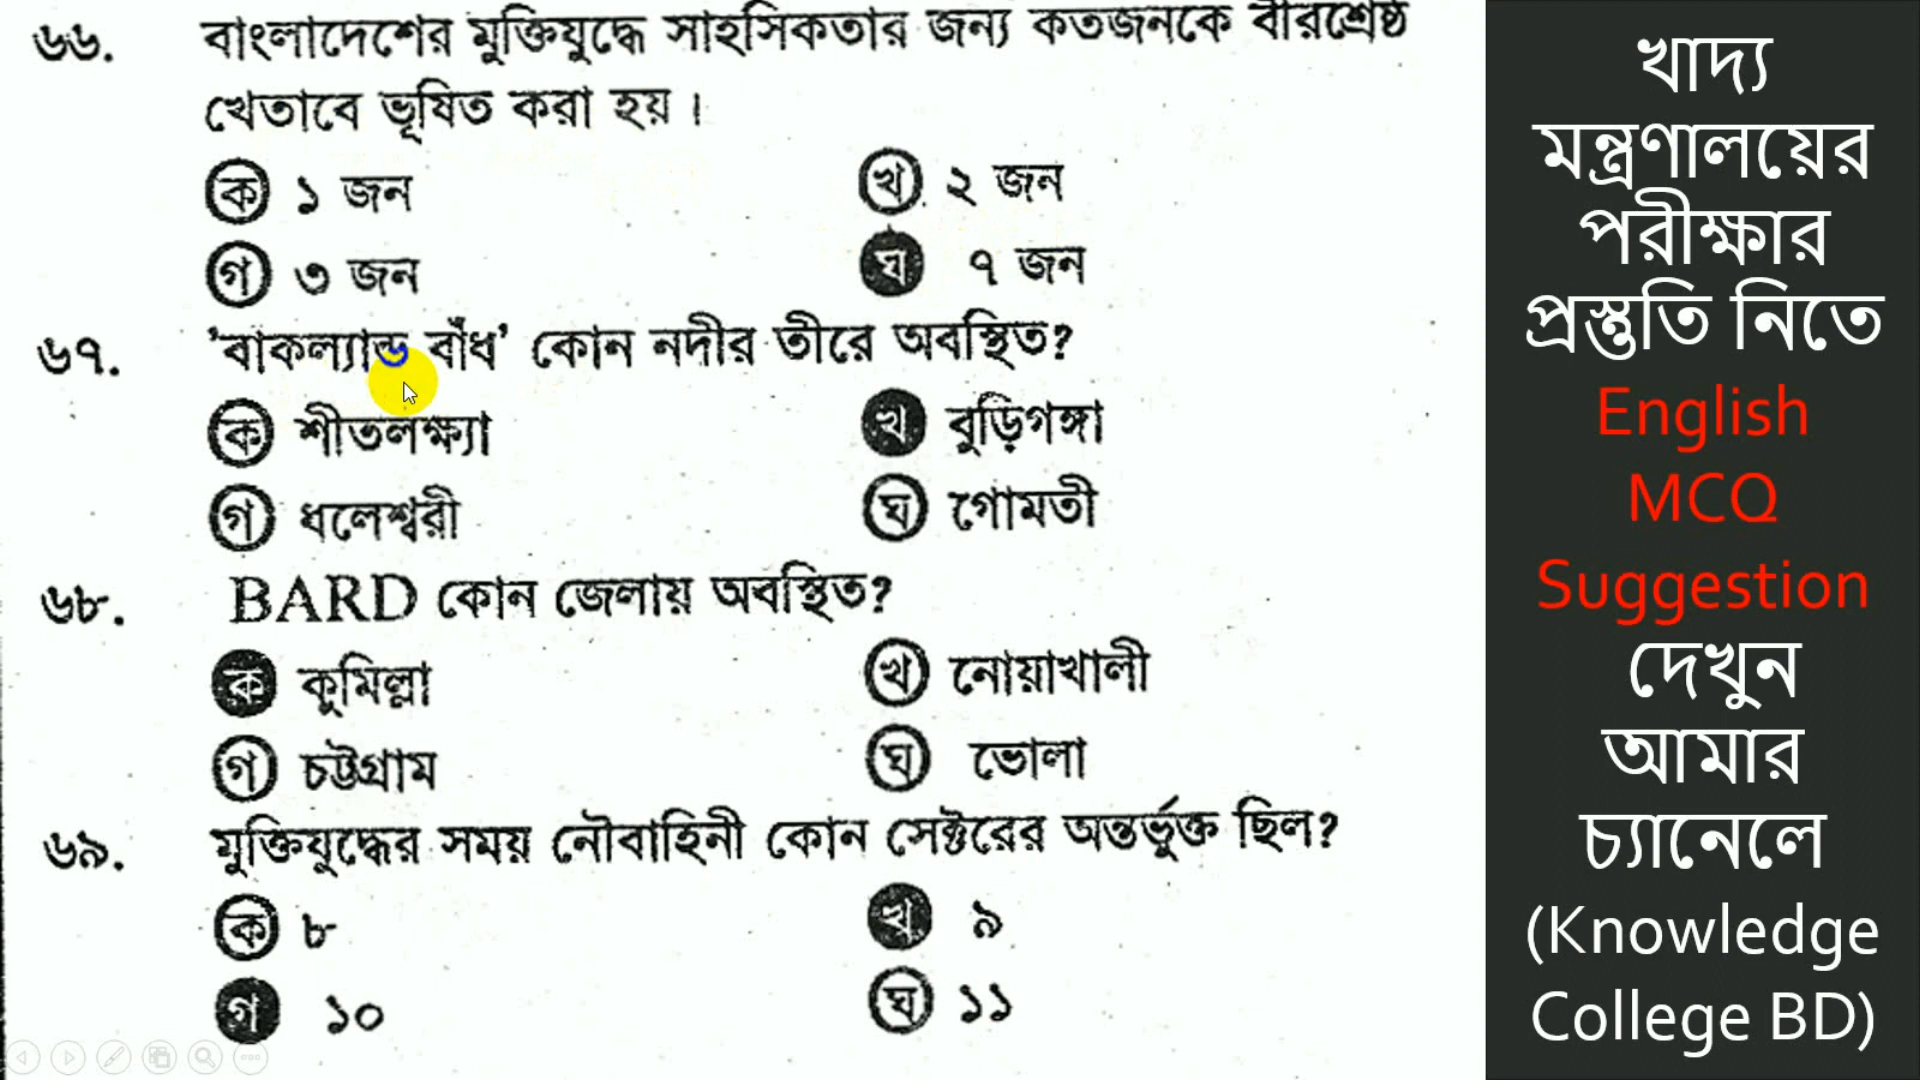 ৬৬. বাংলাদেশের মুক্তিযুদ্ধে সাহসিকতার জন্য কতজনকে বীরশ্রেষ্ঠ
খেতাবে ভূষিত করা হয়।
ক ১ জন খ ২ জন
গ ৩ জন ঘ ৭ জন
৬৭. 'বাকল্যান্ড বাঁধ' কোন নদীর তীরে অবস্থিত?
ক শীতলক্ষ্যা খ বুড়িগঙ্গা
গ ধলেশ্বরী ঘ গোমতী
৬৮. BARD কোন জেলায় অবস্থিত?
ক কুমিল্লা খ নোয়াখালী
গ চট্টগ্রাম ঘ ভোলা
৬৯. মুক্তিযুদ্ধের সময় নৌবাহিনী কোন সেক্টরের অন্তর্ভুক্ত ছিল?
ক ৮ খ ৯
গ ১০ ঘ ১১
খাদ্য
মন্ত্রণালয়ের
পরীক্ষার
প্রস্তুতি নিতে
English
MCQ
Suggestion
দেখুন
আমার
চ্যানেলে
(Knowledge
College BD)